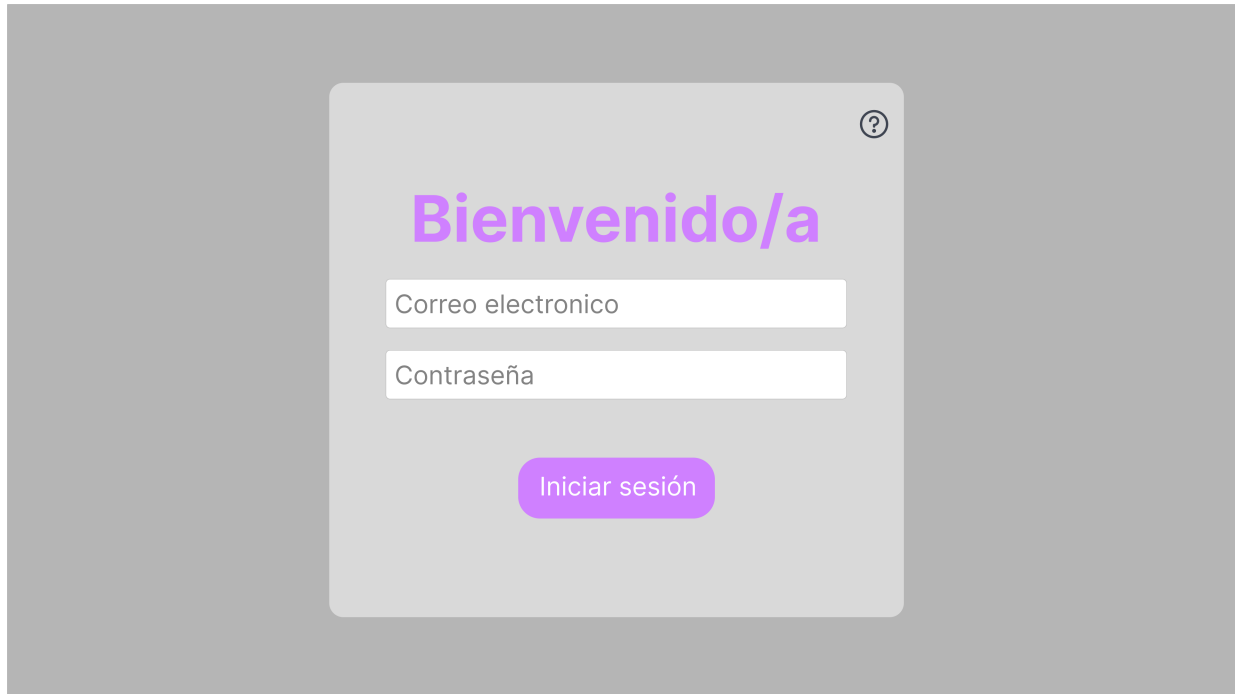 ?
Bienvenido/a
Correo electronico
Contraseña
Iniciar sesión